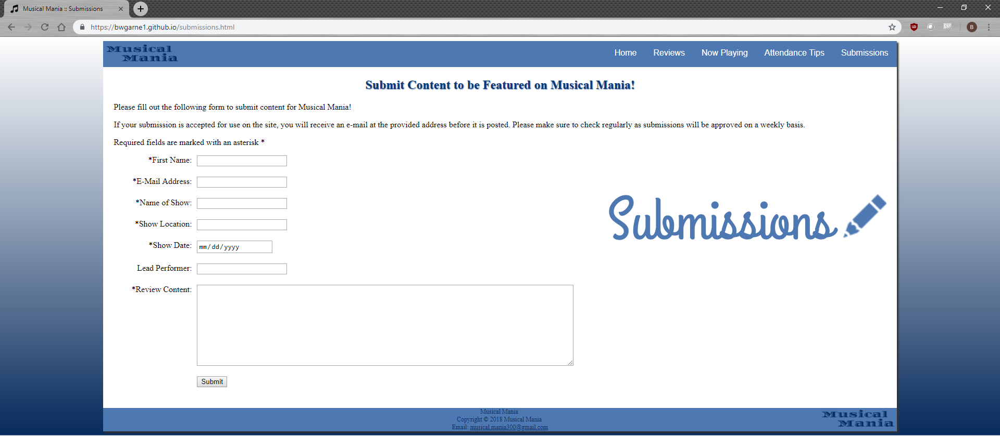 Musical Mania :: Submissions
https://bwgarne1.github.io/submissions.html
B
Musical
Mania
Home Reviews Now Playing Attendance Tips Submissions
Submit Content to be Featured on Musical Mania!
Please fill out the following form to submit content for Musical Mania!
If your submission is accepted for use on the site, you will receive an e-mail at the provided address before it is posted. Please make sure to check regularly as submissions will be approved on a weekly basis.
Required fields are marked with an asterisk *
*First Name:
*E-Mail Address:
*Name of Show:
*Show Location:
*Show Date: mm/dd/yyyy
Lead Performer:
*Review Content:
Submissions
Submit
Musical Mania
Copyright © 2018 Musical Mania
Email: musical.mania300@gmail.com
Musical
Mania